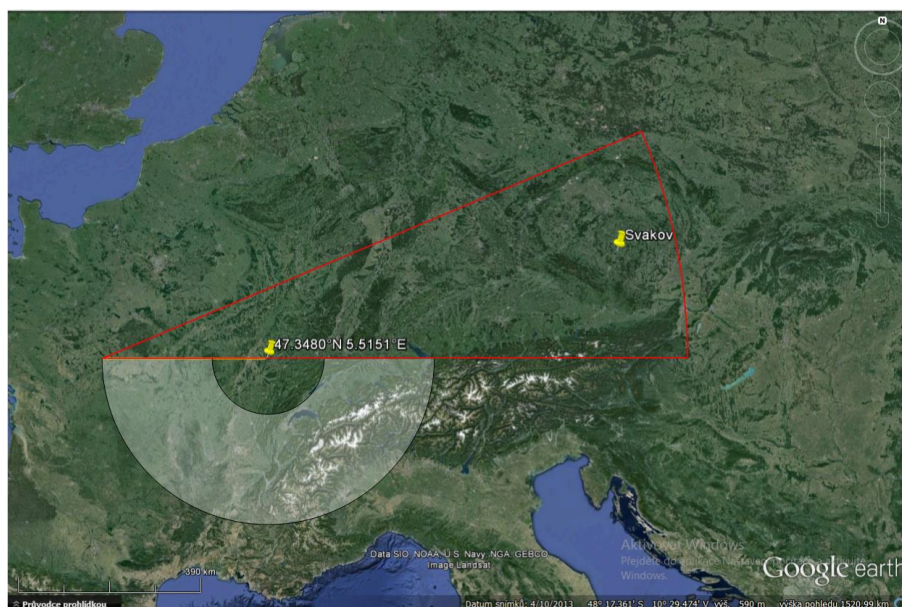 N
Svakov
47.3480°N 5.5151°E
Data SIO, NOAA, U.S. Navy, NGA, GEBCO
Image Landsat
390 km
Windows
Windows.
Google earth
Průvodce prohlídkou
Datum snímků: 4/10/2013 48° 17.361' S 10° 29.474' V výš. 590 m výška pohledu 1520.99 km